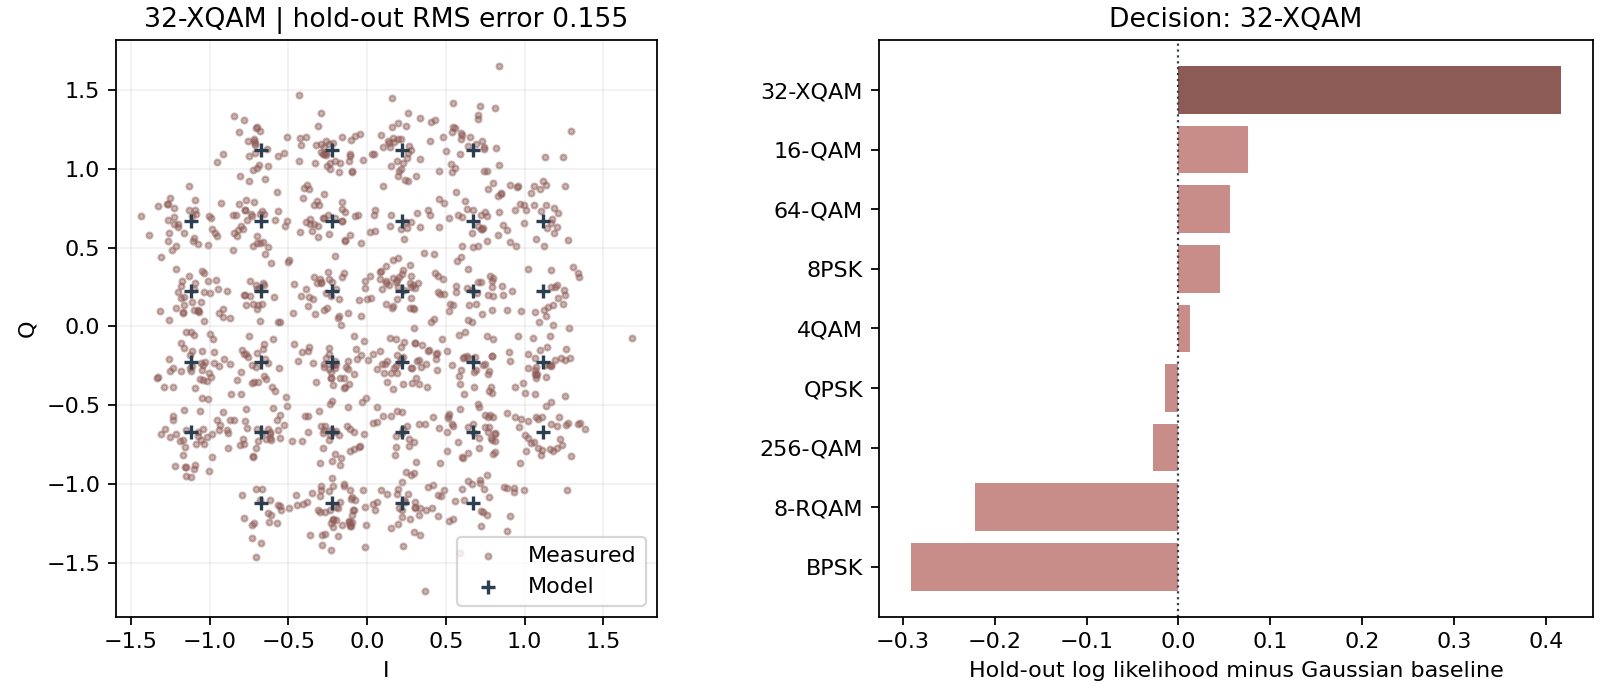 32-XQAM | hold-out RMS error 0.155
1.5
1.0
0.5
0.0
−0.5
−1.0
−1.5
Q
−1.5 −1.0 −0.5 0.0 0.5 1.0 1.5
I
Measured
Model
Decision: 32-XQAM
32-XQAM
16-QAM
64-QAM
8PSK
4QAM
QPSK
256-QAM
8-RQAM
BPSK
−0.3 −0.2 −0.1 0.0 0.1 0.2 0.3 0.4
Hold-out log likelihood minus Gaussian baseline